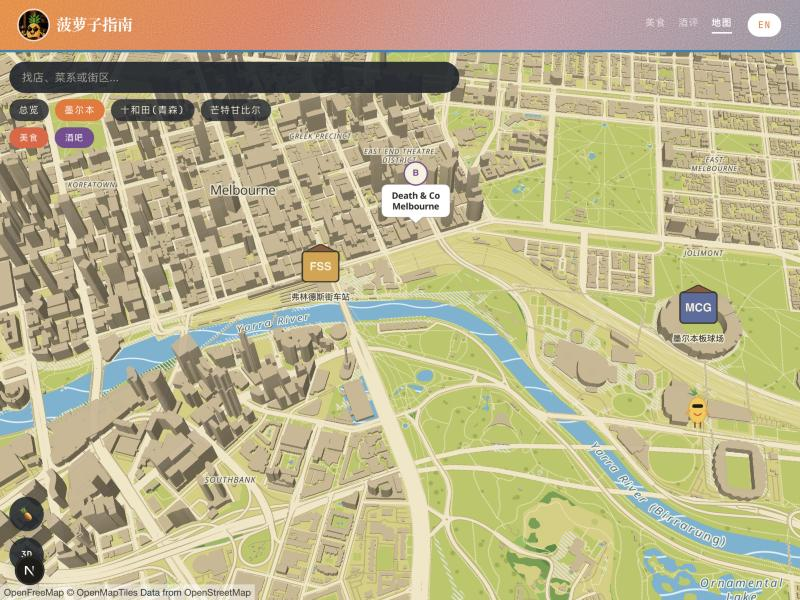 菠萝子指南
美食
酒评
地图
EN
找店、菜系或街区...
总览
墨尔本
十和田(青森)
芒特甘比尔
美食
酒吧
GREEK PRECINCT
EAST END THEATRE
DISTRICT
B
Death & Co
Melbourne
KOREATOWN
Melbourne
EAST
MELBOURNE
JOLIMONT
FSS
弗林德斯街车站
MCG
墨尔本板球场
Yarra River
SOUTHBANK
Yarra River (Birrarung)
Ornamental
Lake
3D
N
OpenFreeMap © OpenMapTiles Data from OpenStreetMap